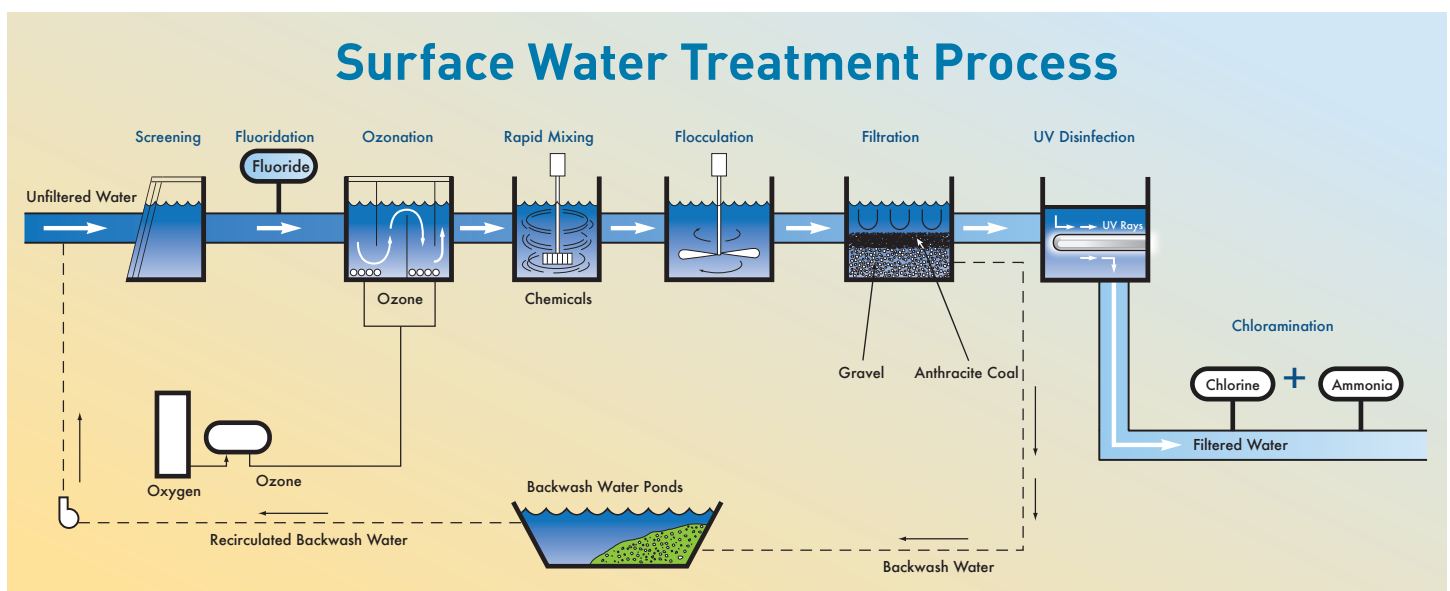 Surface Water Treatment Process
Screening
Fluoridation
Ozonation
Rapid Mixing
Flocculation
Filtration
UV Disinfection
Fluoride
Unfiltered Water
UV Rays
Ozone
Chemicals
Chloramination
Gravel
Anthracite Coal
Chlorine
+
Ammonia
Filtered Water
Oxygen
Ozone
Backwash Water Ponds
Recirculated Backwash Water
Backwash Water